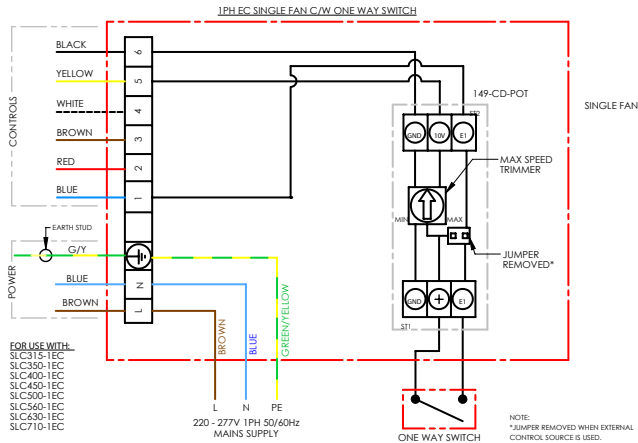 1PH EC SINGLE FAN C/W ONE WAY SWITCH
BLACK
6
YELLOW
5
WHITE
4
BROWN
3
RED
2
BLUE
1
CONTROLS
EARTH STUD
G/Y
BLUE
N
BROWN
L
POWER
149-CD-POT
SINGLE FAN
ST2
GND
10V
E1
MAX SPEED
TRIMMER
MIN
MAX
JUMPER
REMOVED*
GND
+
E1
ST1
BROWN
BLUE
GREEN/YELLOW
L
N
PE
220 - 277V 1PH 50/60Hz
MAINS SUPPLY
ONE WAY SWITCH
FOR USE WITH:
SLC315-1EC
SLC350-1EC
SLC400-1EC
SLC450-1EC
SLC500-1EC
SLC560-1EC
SLC630-1EC
SLC710-1EC
NOTE:
*JUMPER REMOVED WHEN EXTERNAL
CONTROL SOURCE IS USED.